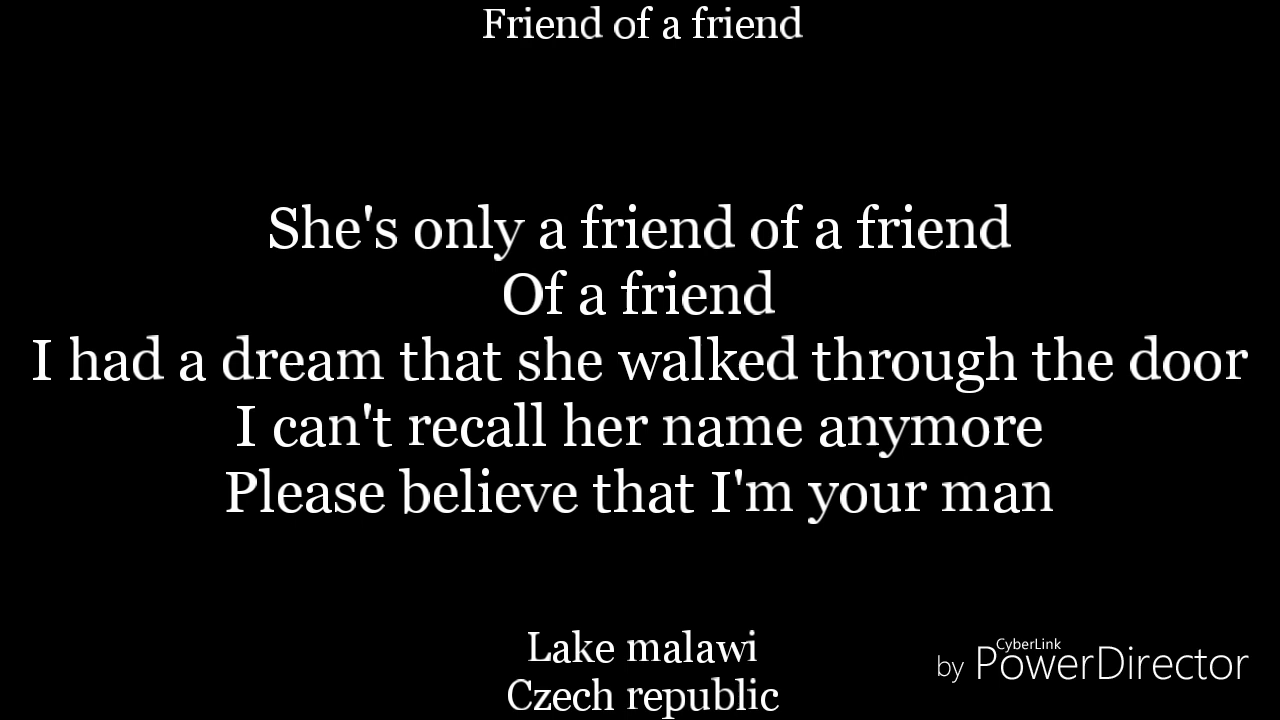 Friend of a friend
She's only a friend of a friend
Of a friend
I had a dream that she walked through the door
I can't recall her name anymore
Please believe that I'm your man
Lake malawi
Czech republic
by CyberLink PowerDirector